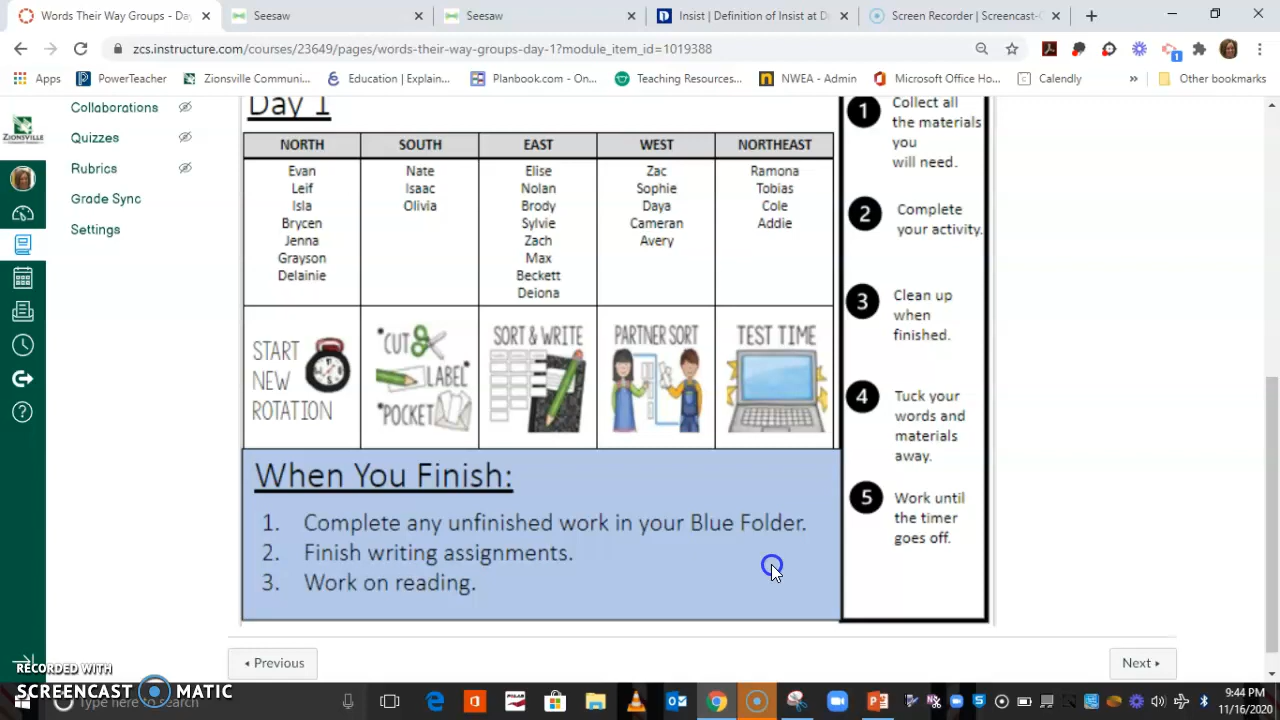 Words Their Way Groups - Day
Seesaw
Seesaw
Insist | Definition of Insist at D
Screen Recorder | Screencast-O
zcs.instructure.com/courses/23649/pages/words-their-way-groups-day-1?module_item_id=1019388
Apps
PowerTeacher
Zionsville Communi...
Education | Explain...
Planbook.com - On...
Teaching Resources...
NWEA - Admin
Microsoft Office Ho...
Calendly
Other bookmarks
ZIONSVILLE
Collaborations
Quizzes
Rubrics
Grade Sync
Settings
Day 1
NORTH SOUTH EAST WEST NORTHEAST
Evan Nate Elise Zac Ramona
Leif Isaac Nolan Sophie Tobias
Isla Olivia Brody Daya Cole
Brycen Sylvie Cameran Addie
Jenna Zach Avery
Grayson Max
Delainie Beckett
Deiona
START
NEW
ROTATION
*CUT
LABEL*
*POCKET
SORT & WRITE
PARTNER SORT
TEST TIME
When You Finish:
1. Complete any unfinished work in your Blue Folder.
2. Finish writing assignments.
3. Work on reading.
1 Collect all
the materials
you
will need.
2 Complete
your activity.
3 Clean up
when
finished.
4 Tuck your
words and
materials
away.
5 Work until
the timer
goes off.
Previous
Next
RECORDED WITH
SCREENCAST MATIC
Type here to search
9:44 PM
11/16/2020